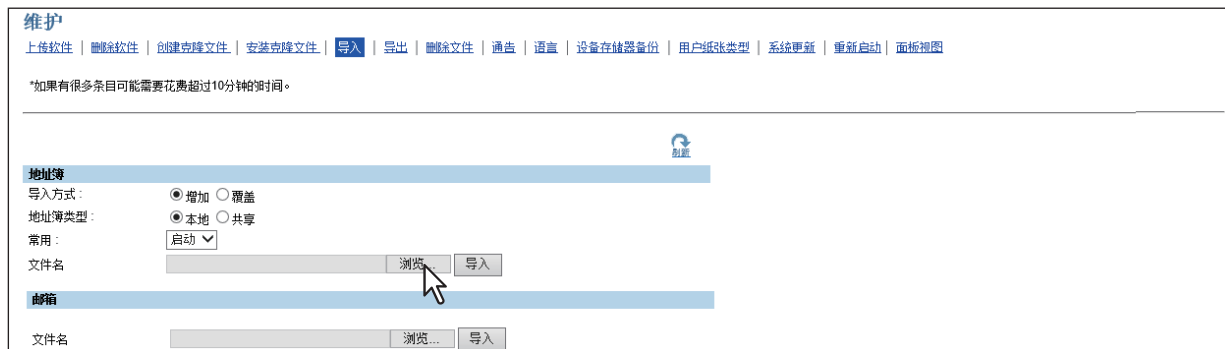 维护
上传软件 | 删除软件 | 创建克隆文件 | 安装克隆文件 | 导入 | 导出 | 删除文件 | 通告 | 语言 | 设备存储器备份 | 用户纸张类型 | 系统更新 | 重新启动 | 面板视图
*如果有很多条目可能需要花费超过10分钟的时间。
刷新
地址簿
导入方式 : 增加 覆盖
地址簿类型 : 本地 共享
常用 : 启动
文件名 浏览... 导入
邮箱
文件名 浏览... 导入